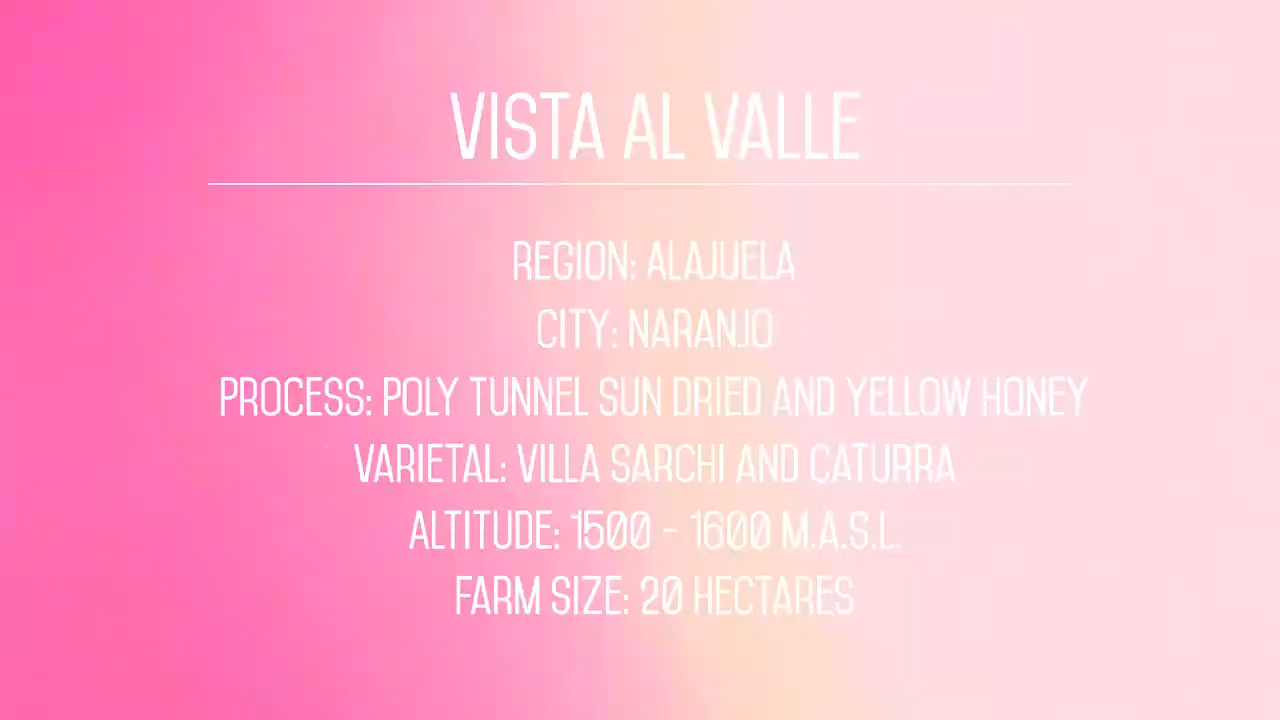 VISTA AL VALLE
REGION: ALAJUELA
CITY: NARANJO
PROCESS: POLY TUNNEL SUN DRIED AND YELLOW HONEY
VARIETAL: VILLA SARCHI AND CATURRA
ALTITUDE: 1500 - 1600 M.A.S.L.
FARM SIZE: 20 HECTARES